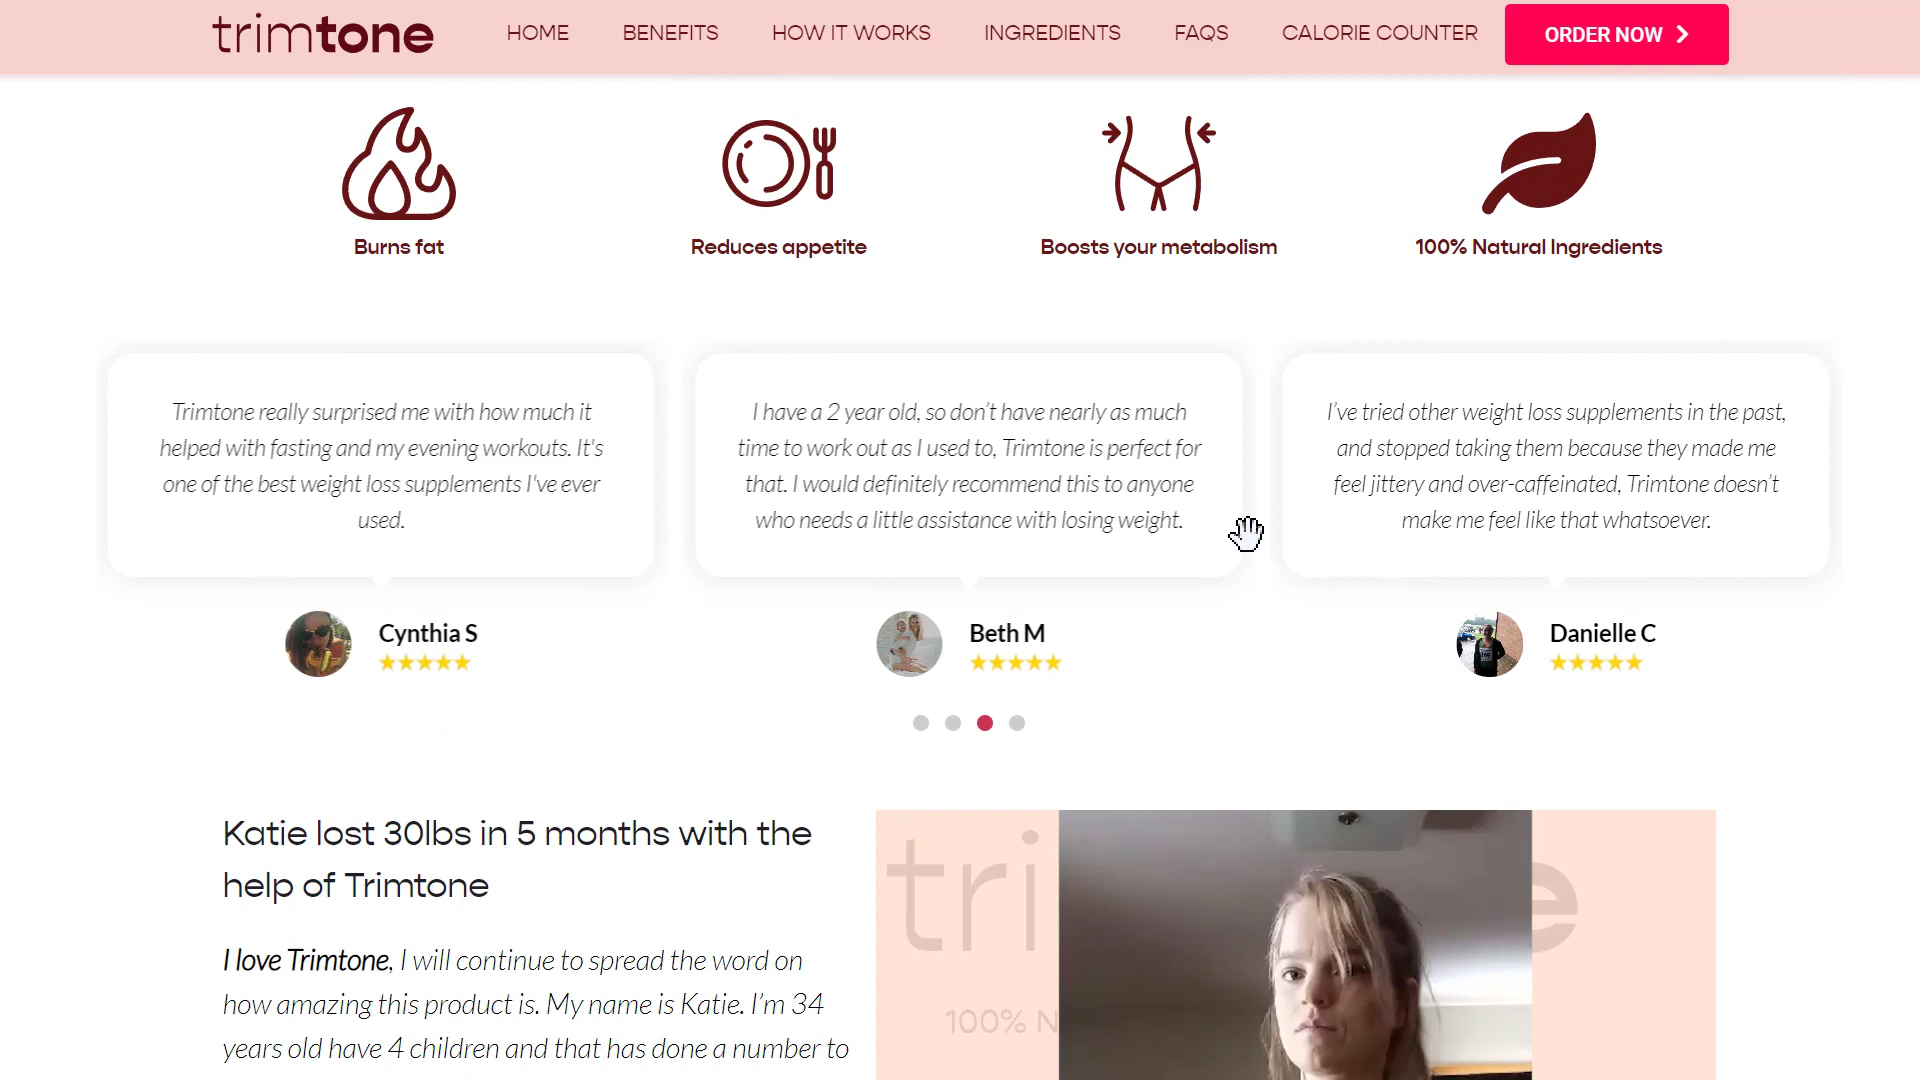 trimtone
HOME BENEFITS HOW IT WORKS INGREDIENTS FAQS CALORIE COUNTER ORDER NOW
Burns fat
Reduces appetite
Boosts your metabolism
100% Natural Ingredients
Trimtone really surprised me with how much it
helped with fasting and my evening workouts. It's
one of the best weight loss supplements I've ever
used.
Cynthia S
I have a 2 year old, so don’t have nearly as much
time to work out as I used to, Trimtone is perfect for
that. I would definitely recommend this to anyone
who needs a little assistance with losing weight.
Beth M
I’ve tried other weight loss supplements in the past,
and stopped taking them because they made me
feel jittery and over-caffeinated, Trimtone doesn’t
make me feel like that whatsoever.
Danielle C
Katie lost 30lbs in 5 months with the
help of Trimtone
I love Trimtone, I will continue to spread the word on
how amazing this product is. My name is Katie. I’m 34
years old have 4 children and that has done a number to
tri e
100% N